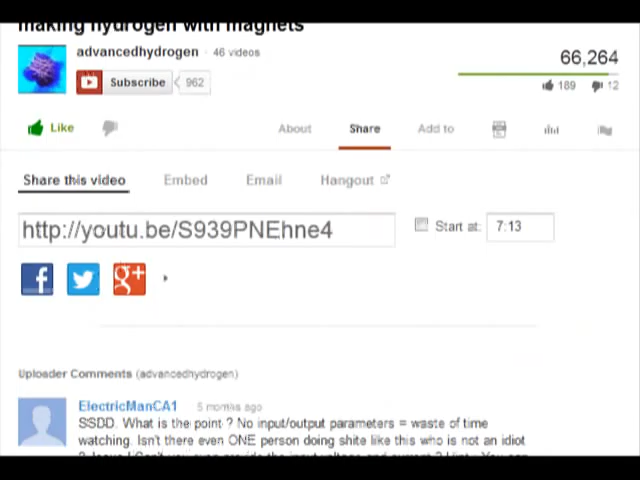 making hydrogen with magnets
advancedhydrogen · 46 videos
66,264
Subscribe 962
189 12
Like
About Share Add to
Share this video Embed Email Hangout
http://youtu.be/S939PNEhne4
Start at: 7:13
Uploader Comments (advancedhydrogen)
ElectricManCA1 5 months ago
SSDD. What is the point ? No input/output parameters = waste of time
watching. Isn't there even ONE person doing shite like this who is not an idiot